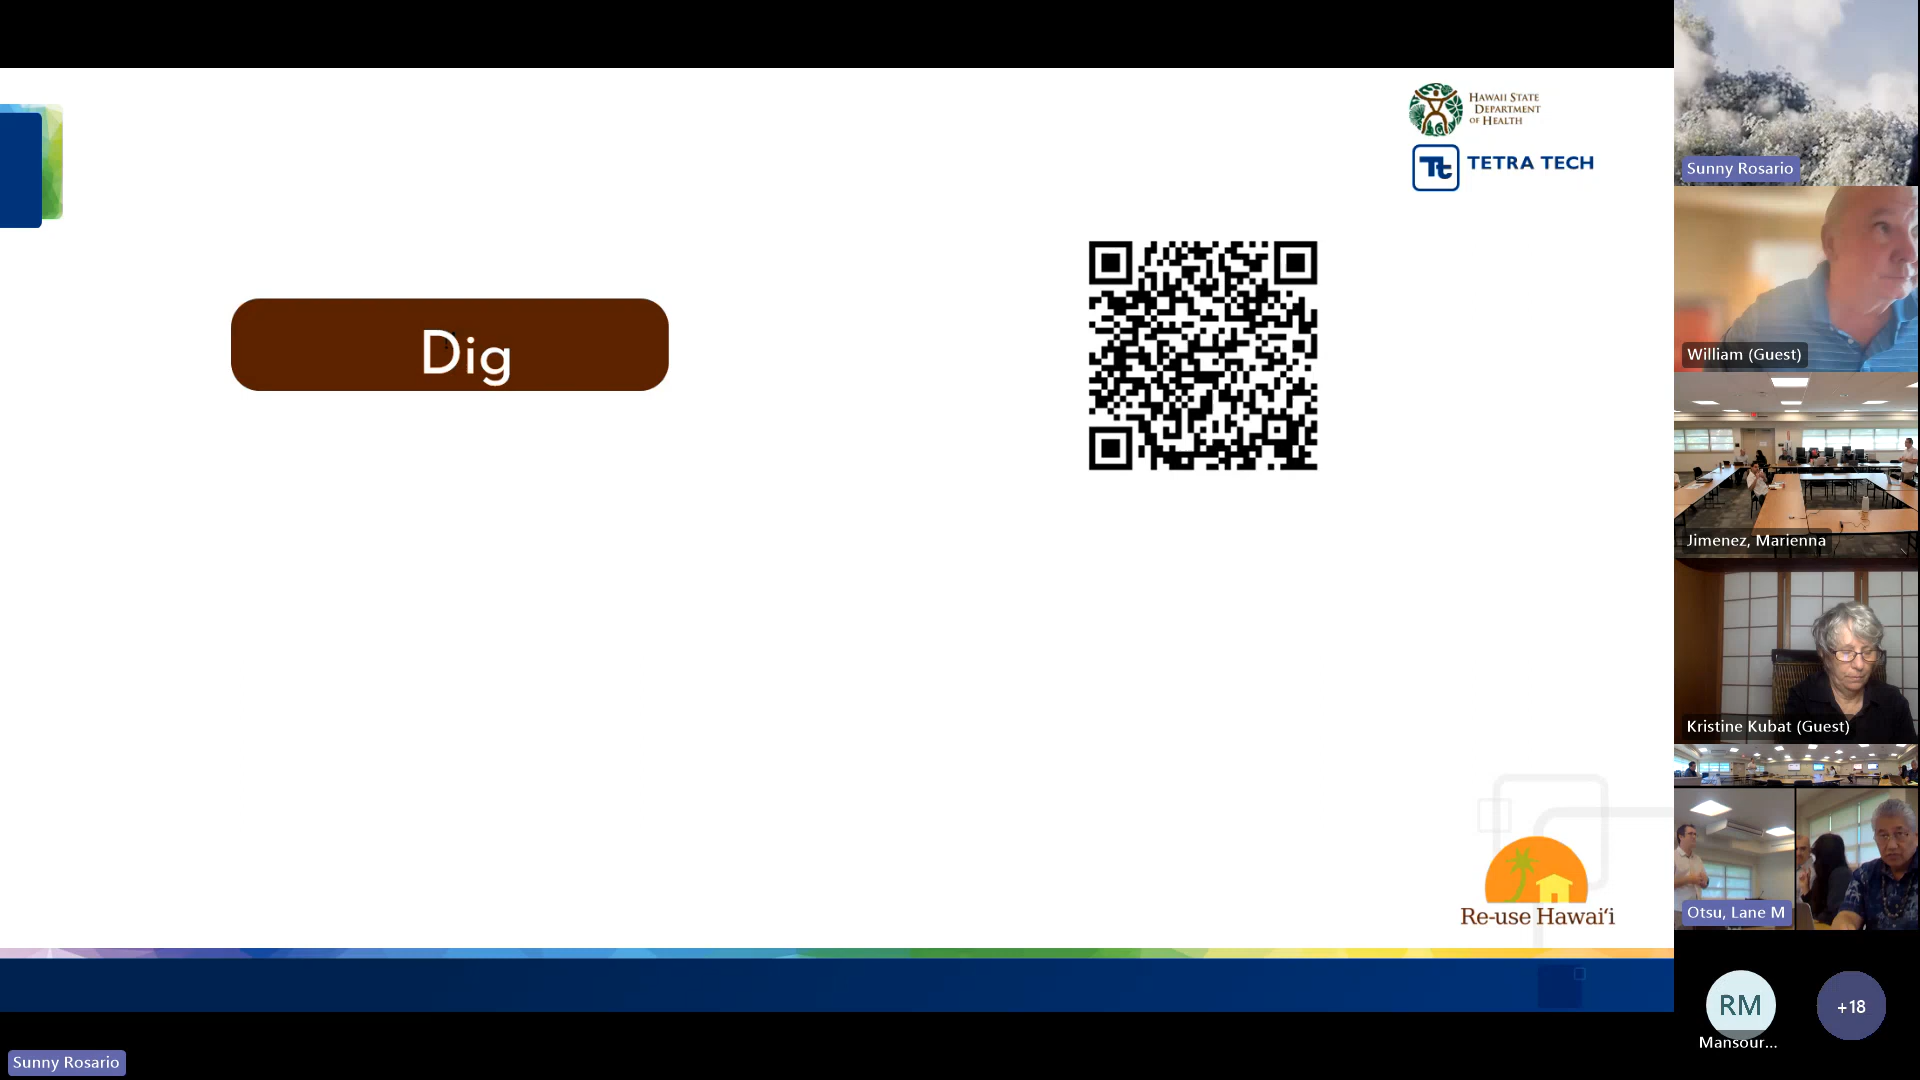 HAWAII STATE
DEPARTMENT
OF HEALTH
Tt TETRA TECH
Dig
Re-use Hawai‘i
Sunny Rosario
Sunny Rosario
William (Guest)
Jimenez, Marienna
Kristine Kubat (Guest)
Otsu, Lane M
RM
Mansour...
+18